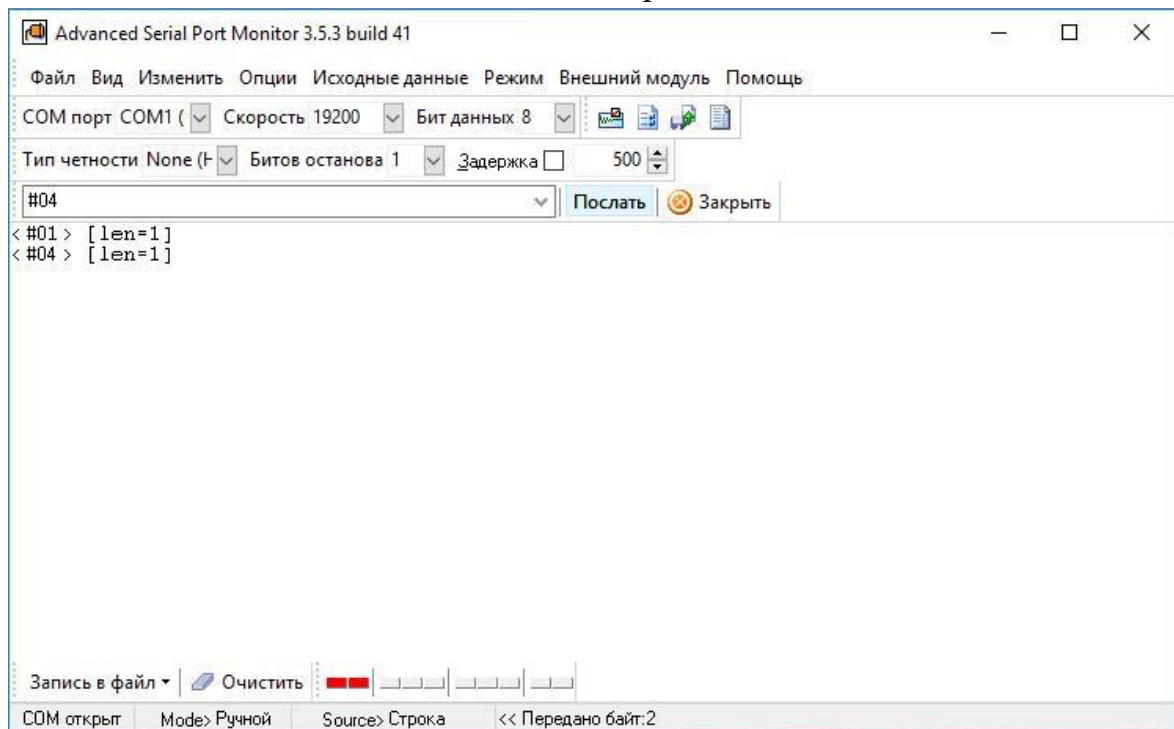 Advanced Serial Port Monitor 3.5.3 build 41
Файл Вид Изменить Опции Исходные данные Режим Внешний модуль Помощь
COM порт COM1 ( Скорость 19200 Бит данных 8
Тип четности None (Н Битов останова 1 Задержка 500
#04 Послать Закрыть
<#01> [len=1]
<#04> [len=1]
Запись в файл Очистить
COM открыт Mode> Ручной Source> Строка << Передано байт:2